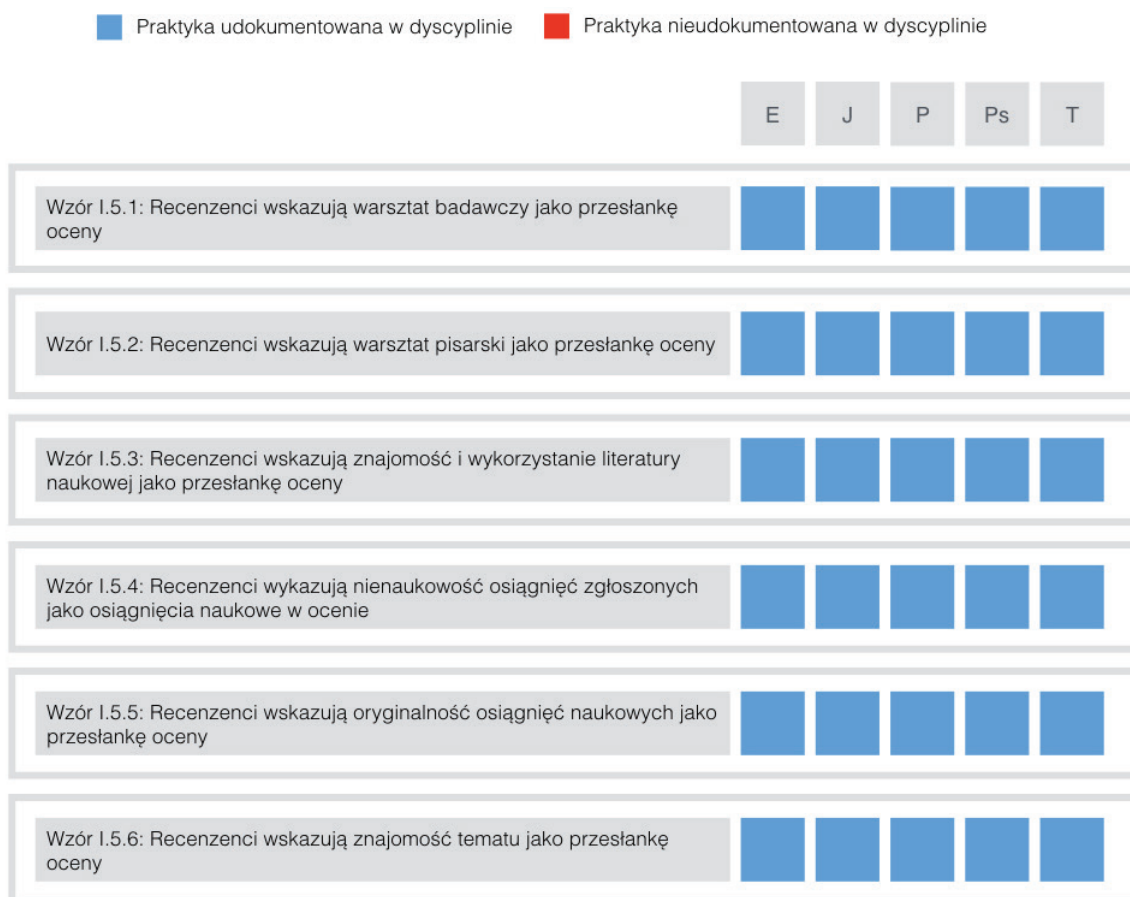 Praktyka udokumentowana w dyscyplinie Praktyka nieudokumentowana w dyscyplinie
E J P Ps T
Wzór I.5.1: Recenzenci wskazują warsztat badawczy jako przesłankę
oceny
Wzór I.5.2: Recenzenci wskazują warsztat pisarski jako przesłankę oceny
Wzór I.5.3: Recenzenci wskazują znajomość i wykorzystanie literatury
naukowej jako przesłankę oceny
Wzór I.5.4: Recenzenci wykazują nienaukowość osiągnięć zgłoszonych
jako osiągnięcia naukowe w ocenie
Wzór I.5.5: Recenzenci wskazują oryginalność osiągnięć naukowych jako
przesłankę oceny
Wzór I.5.6: Recenzenci wskazują znajomość tematu jako przesłankę
oceny